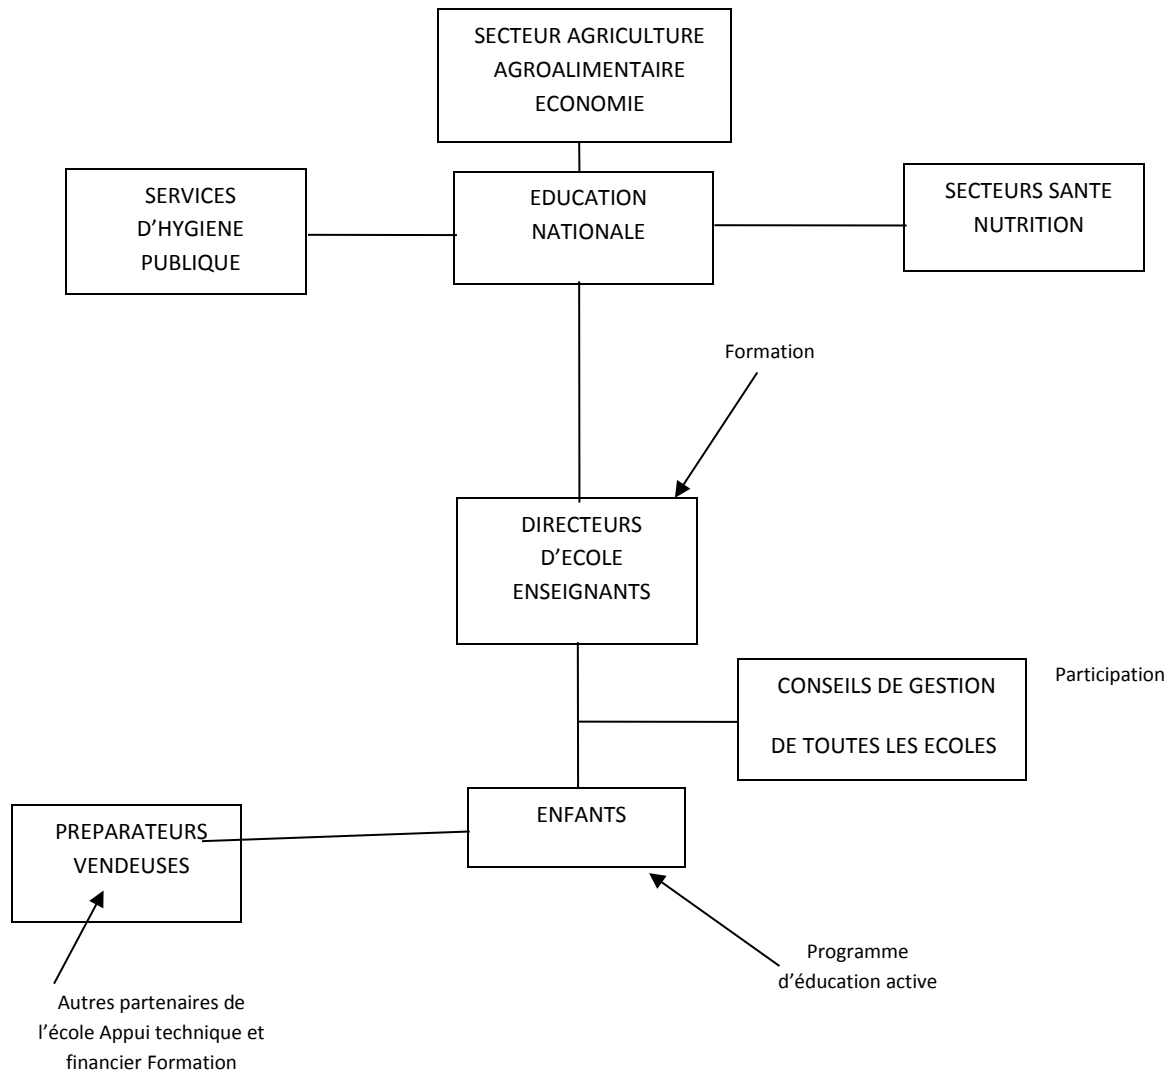 SECTEUR AGRICULTURE
AGROALIMENTAIRE
ECONOMIE
SERVICES
D’HYGIENE
PUBLIQUE
EDUCATION
NATIONALE
SECTEURS SANTE
NUTRITION
Formation
DIRECTEURS
D’ECOLE
ENSEIGNANTS
CONSEILS DE GESTION
DE TOUTES LES ECOLES
Participation
ENFANTS
PREPARATEURS
VENDEUSES
Programme
d’éducation active
Autres partenaires de
l’école Appui technique et
financier Formation